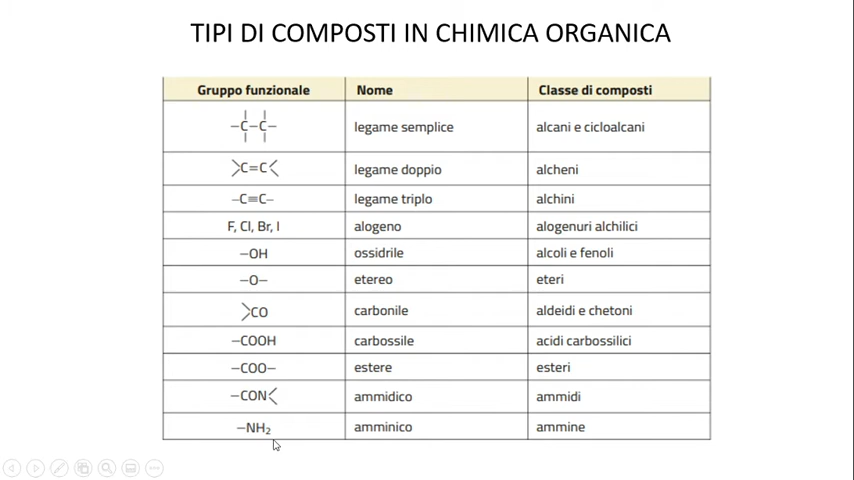 TIPI DI COMPOSTI IN CHIMICA ORGANICA
Gruppo funzionale Nome Classe di composti
–C–C– legame semplice alcani e cicloalcani
>C=C< legame doppio alcheni
–C≡C– legame triplo alchini
F, Cl, Br, I alogeno alogenuri alchilici
–OH ossidrile alcoli e fenoli
–O– etereo eteri
>CO carbonile aldeidi e chetoni
–COOH carbossile acidi carbossilici
–COO– estere esteri
–CON< ammidico ammidi
–NH₂ amminico ammine